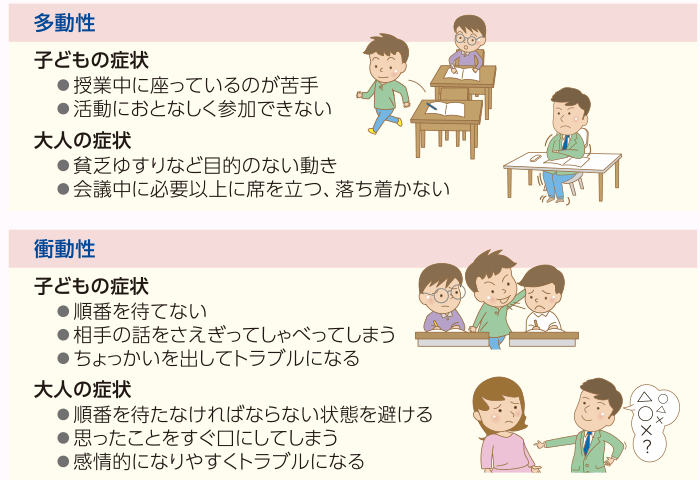 多動性
子どもの症状
●授業中に座っているのが苦手
●活動におとなしく参加できない
大人の症状
●貧乏ゆすりなど目的のない動き
●会議中に必要以上に席を立つ、落ち着かない
衝動性
子どもの症状
●順番を待てない
●相手の話をさえぎってしゃべってしまう
●ちょっかいを出してトラブルになる
大人の症状
●順番を待たなければならない状態を避ける
●思ったことをすぐ口にしてしまう
●感情的になりやすくトラブルになる
△○
○△
××
?